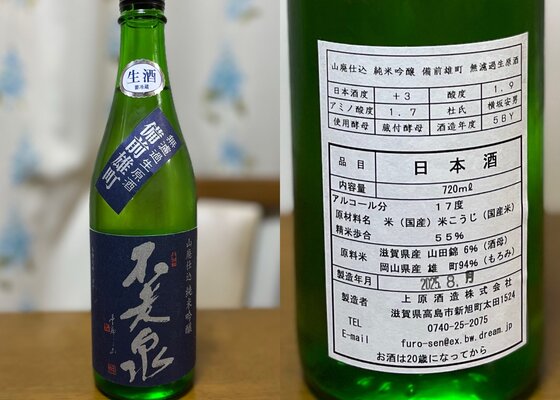 生酒
要冷蔵
無濾過生原酒
備前雄町
山廃仕込 純米吟醸
不老泉
山廃仕込 純米吟醸 備前雄町 無濾過生原酒
日本酒度 +3 酸度 1.9
アミノ酸度 1.7 杜氏 横坂安男
使用酵母 蔵付酵母 酒造年度 5BY
品目 日本酒
内容量 720mℓ
アルコール分 17度
原材料名 米(国産)米こうじ(国産米)
精米歩合 55%
原料米 滋賀県産 山田錦 6%(酒母)
岡山県産 雄 町94%(もろみ)
製造年月 2025.8.月
製造者 上原酒造株式会社
滋賀県高島市新旭町太田1524
TEL 0740-25-2075
E-mail furo-sen@ex.bw.dream.jp
お酒は20歳になってから